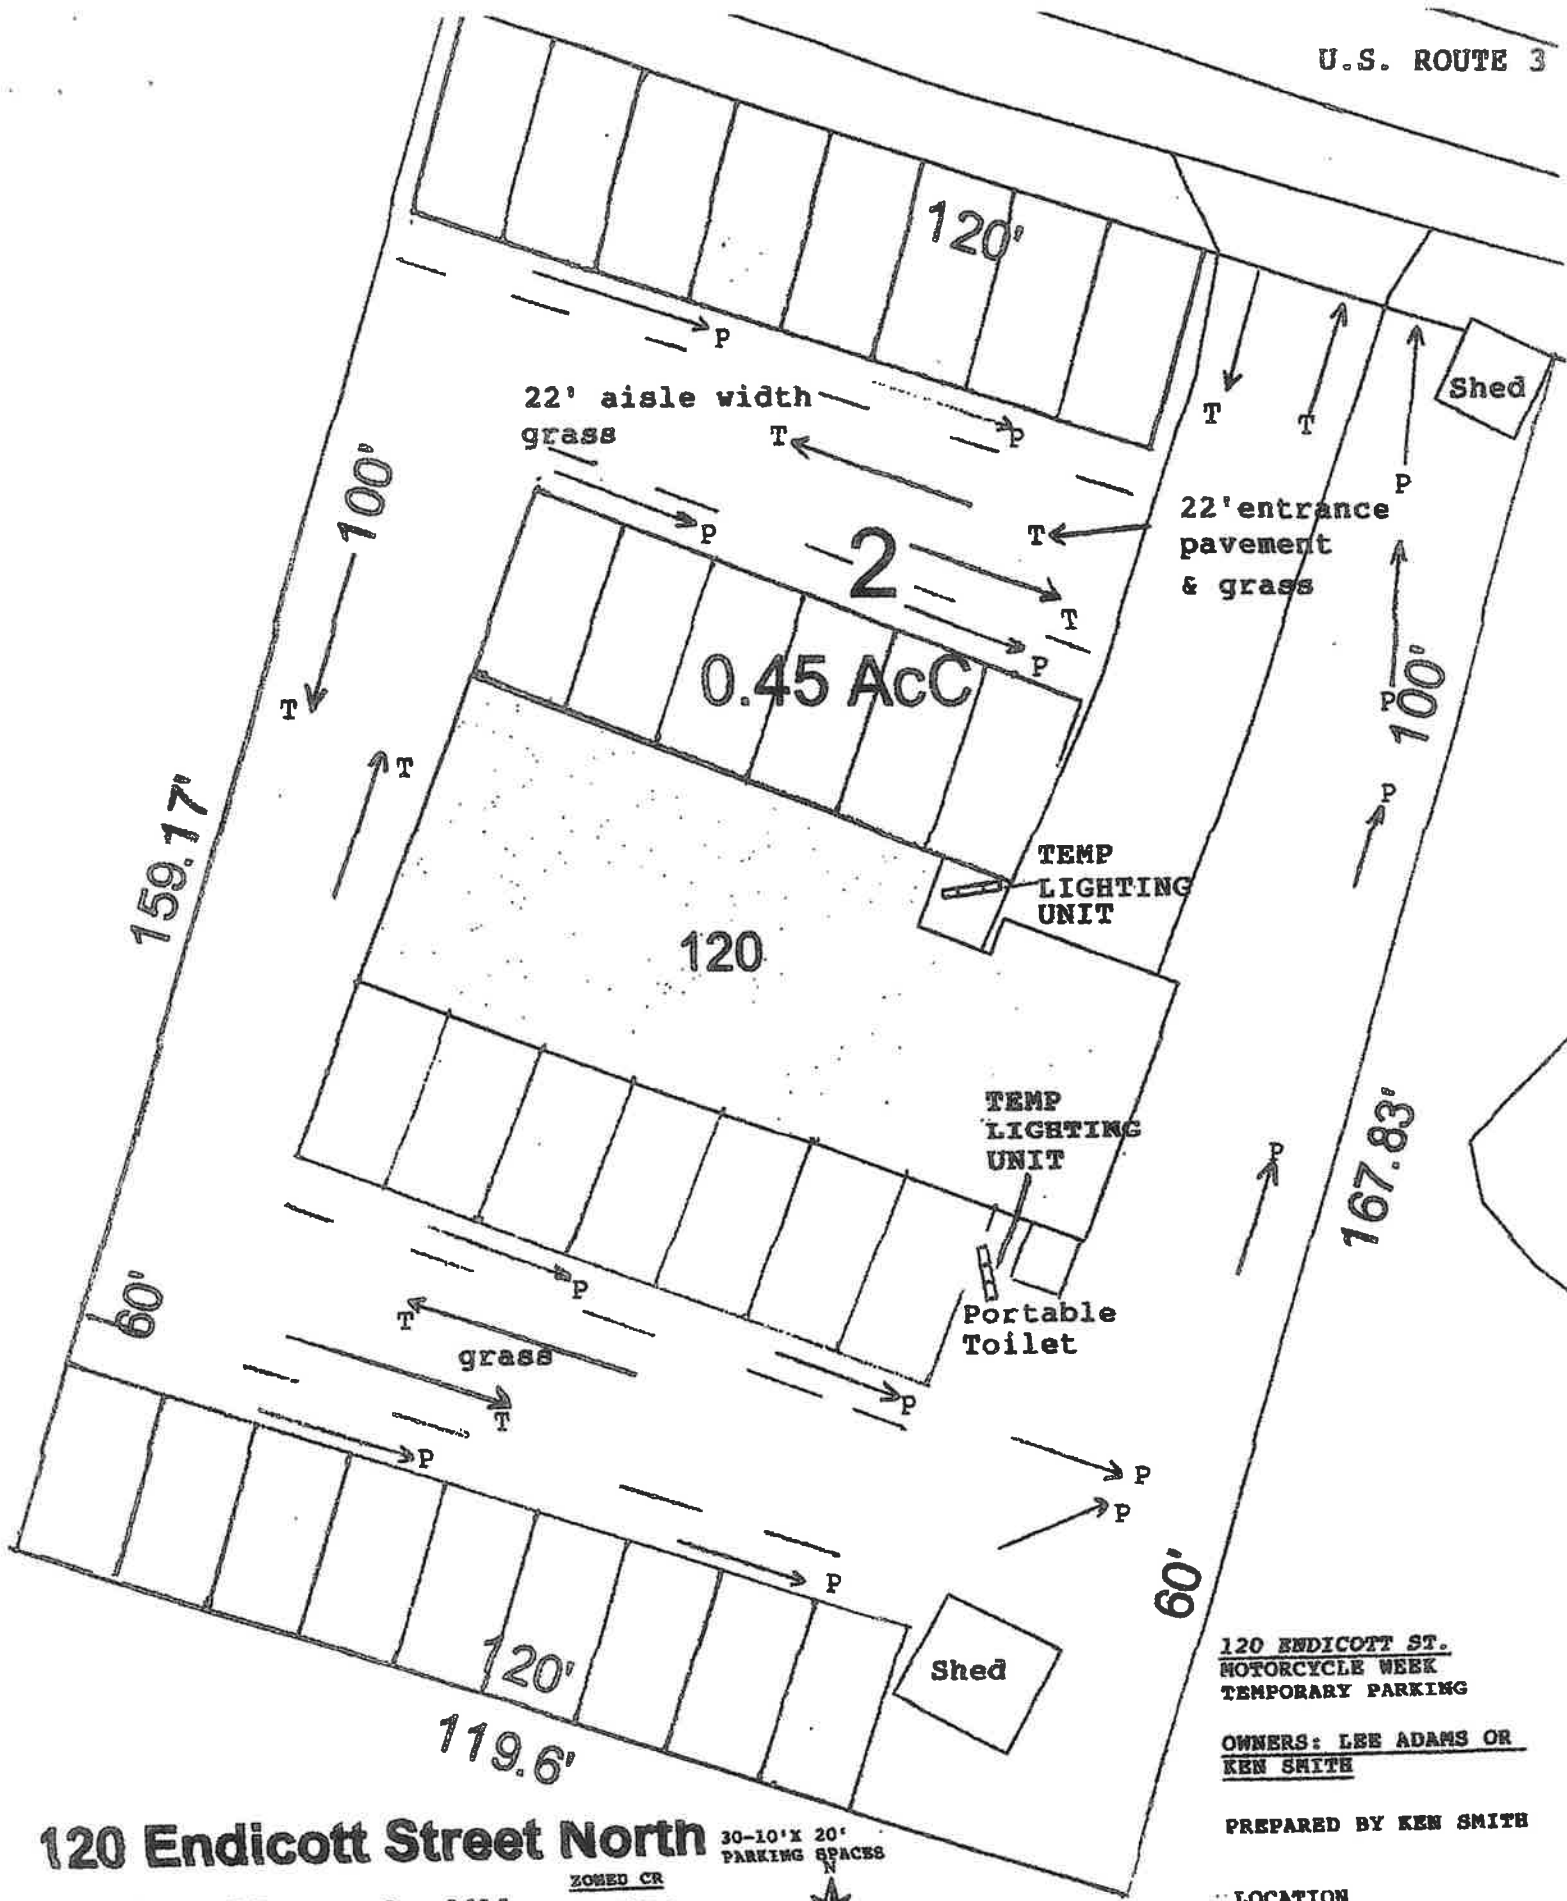 U.S. ROUTE 3
120'
P
22' aisle width
grass
T
P
T
T
P
Shed
22' entrance
pavement
& grass
100'
P
T
2
T
P
0.45 AcC
T
T
P
100'
P
159.17'
TEMP
LIGHTING
UNIT
120
TEMP
LIGHTING
UNIT
P
167.83'
60'
P
T
grass
Portable
Toilet
P
T
P
P
P
P
60'
120'
Shed
119.6'
120 ENDICOTT ST.
MOTORCYCLE WEEK
TEMPORARY PARKING
OWNERS: LEE ADAMS OR
KEN SMITH
PREPARED BY KEN SMITH
120 Endicott Street North
30-10'X 20'
PARKING SPACES
ZONED CR
N
LOCATION